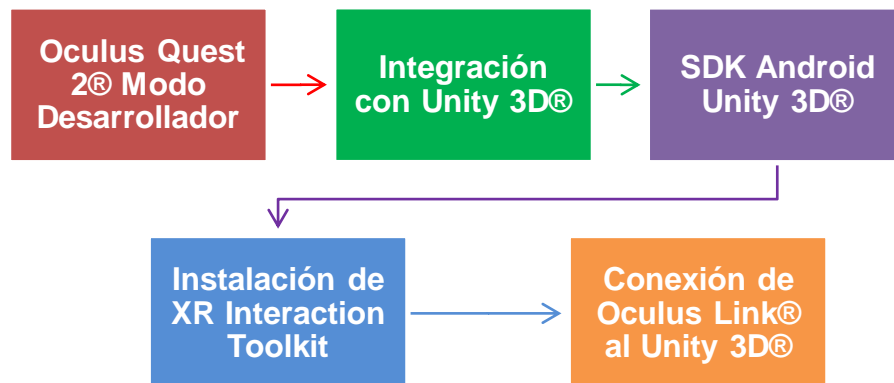 Oculus Quest
2® Modo
Desarrollador
Integración
con Unity 3D®
SDK Android
Unity 3D®
Instalación de
XR Interaction
Toolkit
Conexión de
Oculus Link®
al Unity 3D®